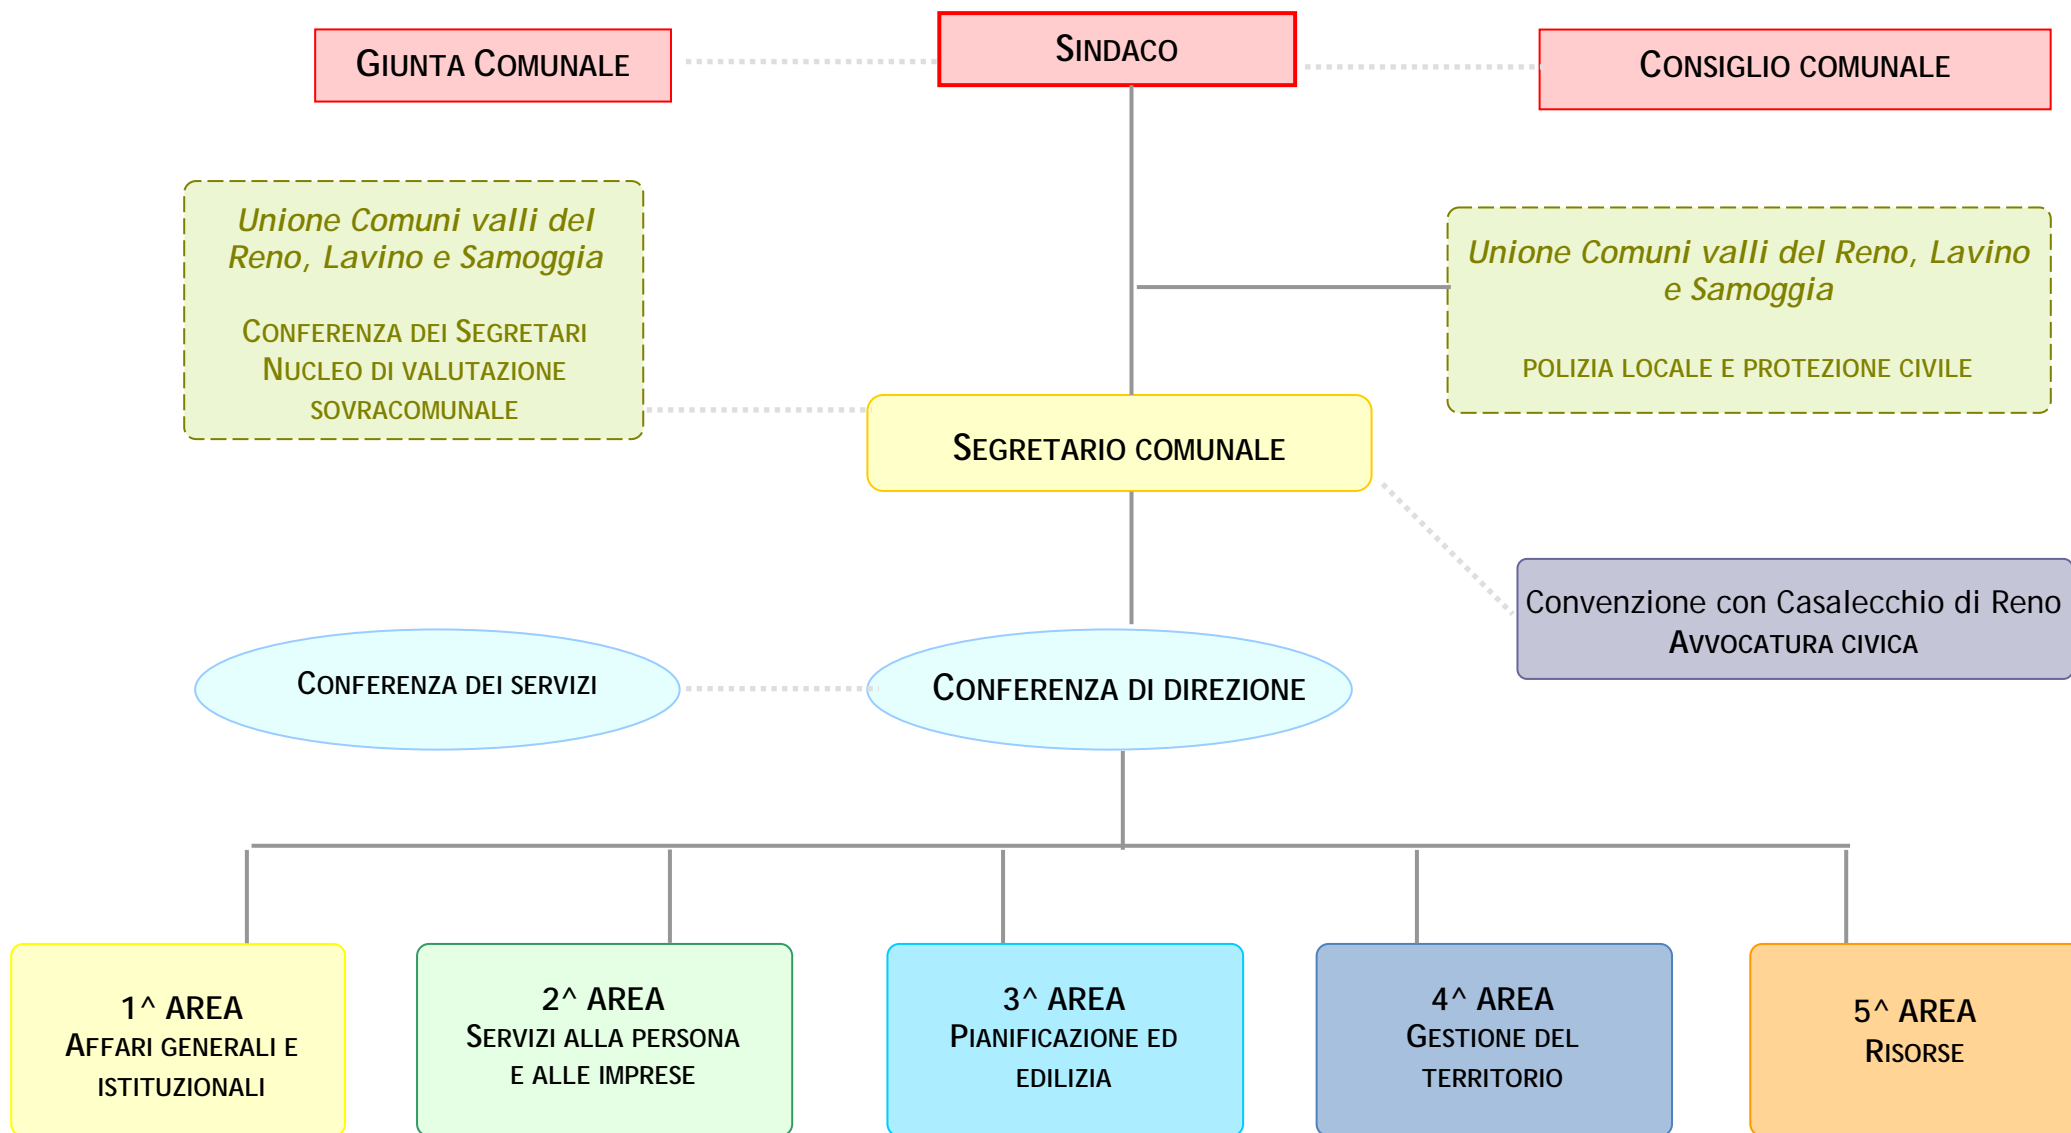 GIUNTA COMUNALE
SINDACO
CONSIGLIO COMUNALE
Unione Comuni valli del
Reno, Lavino e Samoggia
CONFERENZA DEI SEGRETARI
NUCLEO DI VALUTAZIONE
SOVRACOMUNALE
Unione Comuni valli del Reno, Lavino
e Samoggia
POLIZIA LOCALE E PROTEZIONE CIVILE
SEGRETARIO COMUNALE
Convenzione con Casalecchio di Reno
AVVOCATURA CIVICA
CONFERENZA DEI SERVIZI
CONFERENZA DI DIREZIONE
1^ AREA
AFFARI GENERALI E
ISTITUZIONALI
2^ AREA
SERVIZI ALLA PERSONA
E ALLE IMPRESE
3^ AREA
PIANIFICAZIONE ED
EDILIZIA
4^ AREA
GESTIONE DEL
TERRITORIO
5^ AREA
RISORSE